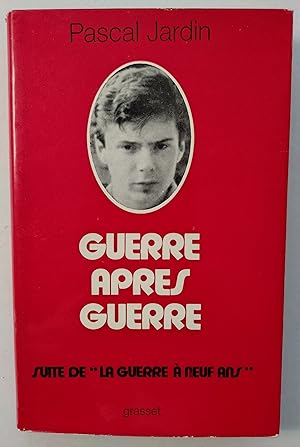 Pascal Jardin
GUERRE
APRES
GUERRE
SUITE DE "LA GUERRE À NEUF ANS"
grasset